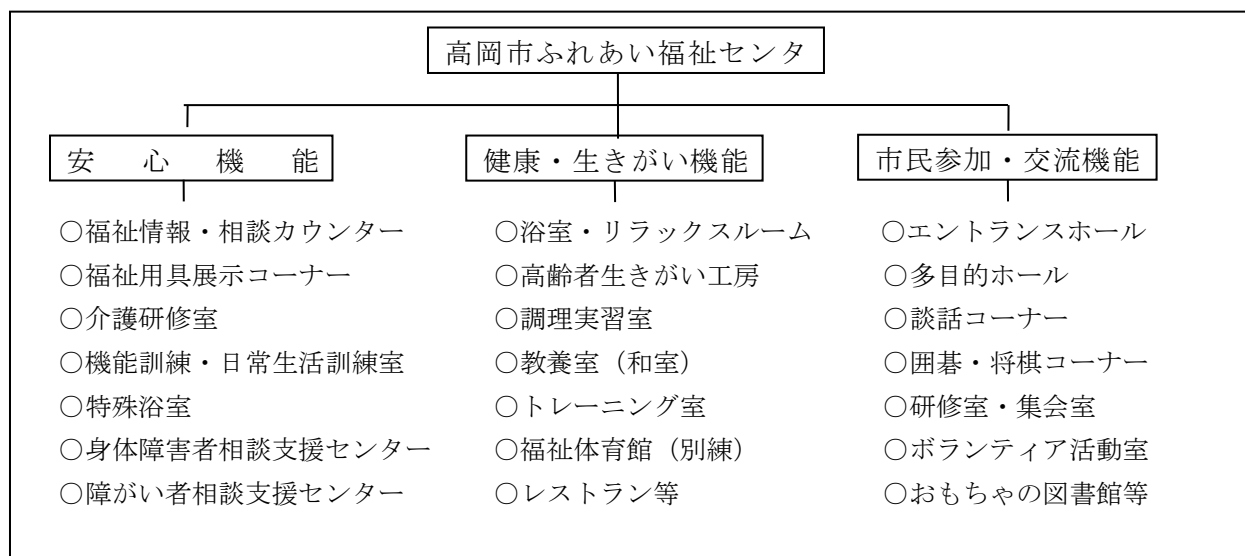 高岡市ふれあい福祉センタ
安心機能
○福祉情報・相談カウンター
○福祉用具展示コーナー
○介護研修室
○機能訓練・日常生活訓練室
○特殊浴室
○身体障害者相談支援センター
○障がい者相談支援センター
健康・生きがい機能
○浴室・リラックスルーム
○高齢者生きがい工房
○調理実習室
○教養室（和室）
○トレーニング室
○福祉体育館（別練）
○レストラン等
市民参加・交流機能
○エントランスホール
○多目的ホール
○談話コーナー
○囲碁・将棋コーナー
○研修室・集会室
○ボランティア活動室
○おもちゃの図書館等